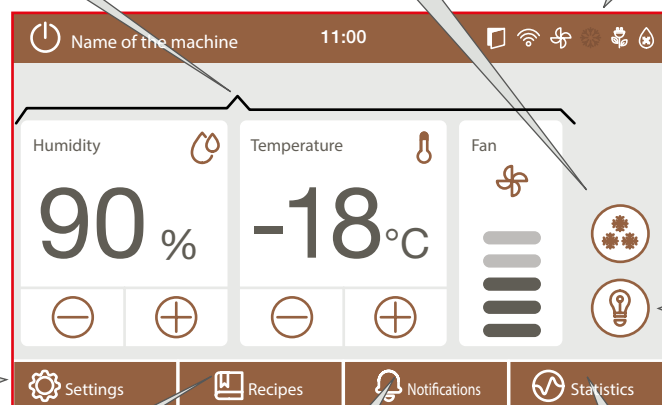 Name of the machine
11:00
Humidity
90 %
Temperature
-18°C
Fan
Settings
Recipes
Notifications
Statistics